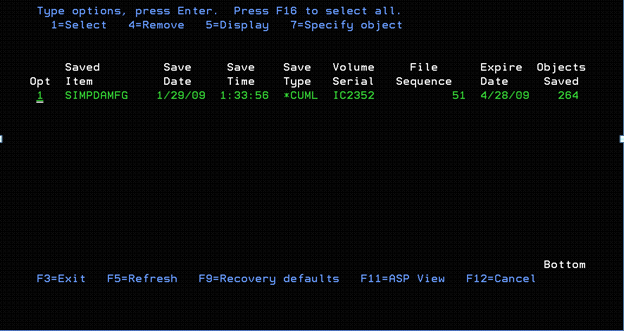 Type options, press Enter.  Press F16 to select all.
1=Select   4=Remove   5=Display   7=Specify object
Saved         Save     Save    Save   Volume     File      Expire  Objects
Opt  Item          Date     Time    Type   Serial   Sequence    Date     Saved
1   SIMPDAMFG    1/29/09  1:33:56  *CUML  IC2352           51  4/28/09    264
Bottom
F3=Exit   F5=Refresh   F9=Recovery defaults   F11=ASP View   F12=Cancel